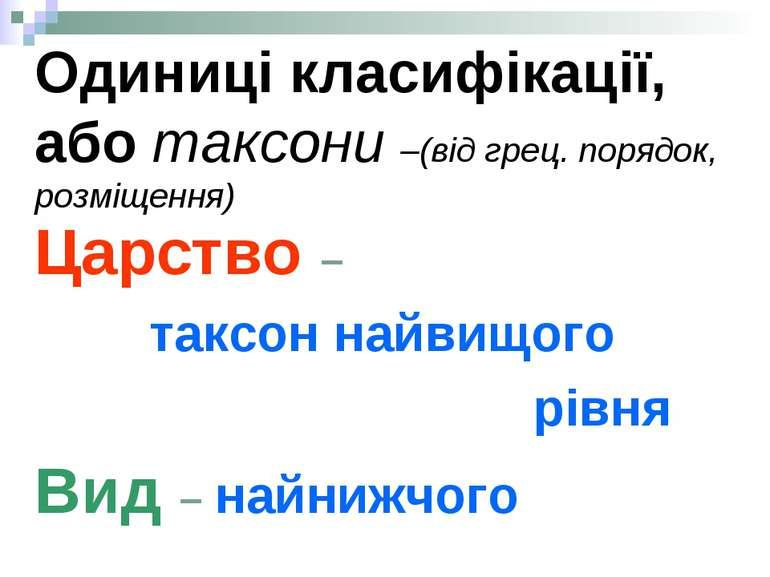 Одиниці класифікації,
або таксони –(від грец. порядок,
розміщення)
Царство –
таксон найвищого
рівня
Вид – найнижчого